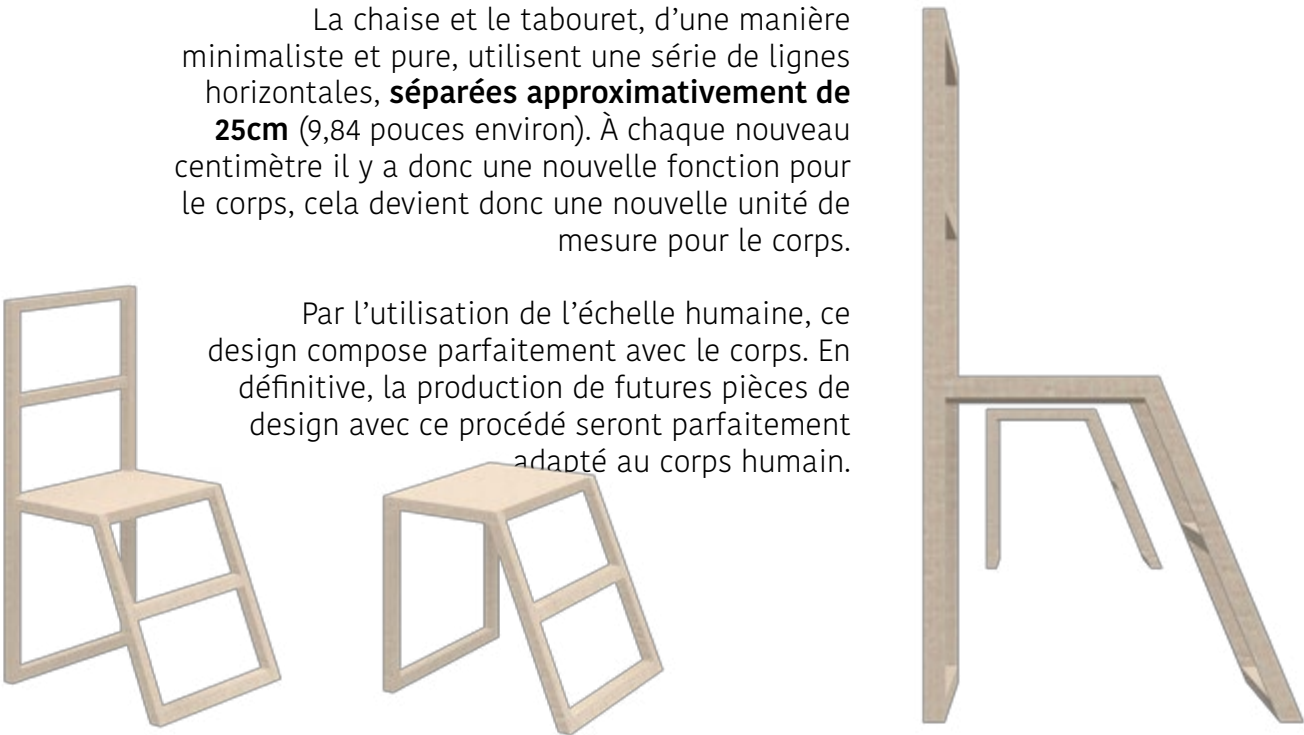 La chaise et le tabouret, d’une manière
minimaliste et pure, utilisent une série de lignes
horizontales, séparées approximativement de
25cm (9,84 pouces environ). À chaque nouveau
centimètre il y a donc une nouvelle fonction pour
le corps, cela devient donc une nouvelle unité de
mesure pour le corps.
Par l’utilisation de l’échelle humaine, ce
design compose parfaitement avec le corps. En
définitive, la production de futures pièces de
design avec ce procédé seront parfaitement
adapté au corps humain.